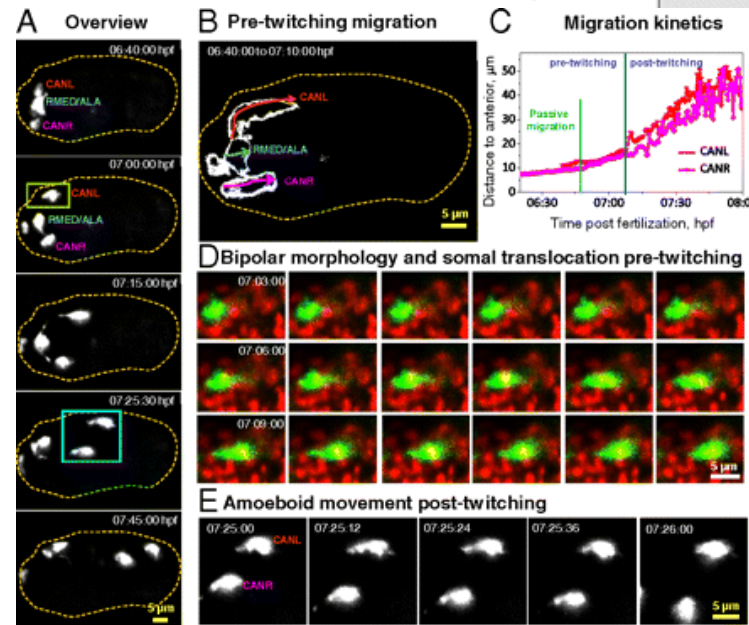 A Overview
06:40:00 hpf
CANL
RMED/ALA
CANR
07:00:00 hpf
CANL
RMED/ALA
CANR
07:15:00 hpf
07:25:30 hpf
07:45:00 hpf
5 µm
B Pre-twitching migration
06:40:00 to 07:10:00 hpf
CANL
RMED/ALA
CANR
5 µm
C Migration kinetics
pre-twitching
post-twitching
Passive
migration
CANL
CANR
Distance to anterior, µm
50
40
30
20
10
0
06:30
07:00
07:30
08:0
Time post fertilization, hpf
D Bipolar morphology and somal translocation pre-twitching
07:03:00
07:06:00
07:09:00
5 µm
E Amoeboid movement post-twitching
07:25:00
CANL
CANR
07:25:12
07:25:24
07:25:36
07:26:00
5 µm